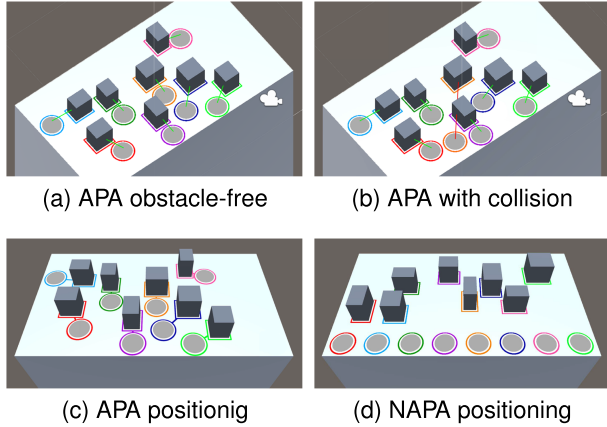 (a) APA obstacle-free
(b) APA with collision
(c) APA positionig
(d) NAPA positioning